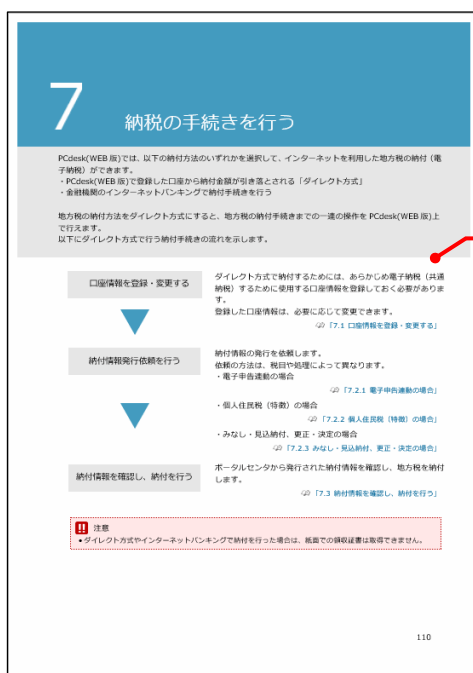 7 納税の手続きを行う
PCdesk(WEB 版)では、以下の納付方法のいずれかを選択して、インターネットを利用した地方税の納付（電
子納税）ができます。
・PCdesk(WEB 版)で登録した口座から納付金額が引き落とされる「ダイレクト方式」
・金融機関のインターネットバンキングで納付手続きを行う
地方税の納付方法をダイレクト方式にすると、地方税の納付手続きまでの一連の操作を PCdesk(WEB 版)上
で行えます。
以下にダイレクト方式で行う納付手続きの流れを示します。
口座情報を登録・変更する
ダイレクト方式で納付するためには、あらかじめ電子納税（共通
納税）するために使用する口座情報を登録しておく必要がありま
す。
登録した口座情報は、必要に応じて変更できます。
「7.1 口座情報を登録・変更する」
納付情報発行依頼を行う
納付情報の発行を依頼します。
依頼の方法は、税目や処理によって異なります。
・電子申告連動の場合
「7.2.1 電子申告連動の場合」
・個人住民税（特徴）の場合
「7.2.2 個人住民税（特徴）の場合」
・みなし・見込納付、更正・決定の場合
「7.2.3 みなし・見込納付、更正・決定の場合」
納付情報を確認し、納付を行う
ポータルセンタから発行された納付情報を確認し、地方税を納付
します。
「7.3 納付情報を確認し、納付を行う」
注意
•ダイレクト方式やインターネットバンキングで納付を行った場合は、紙面での領収証書は取得できません。
110